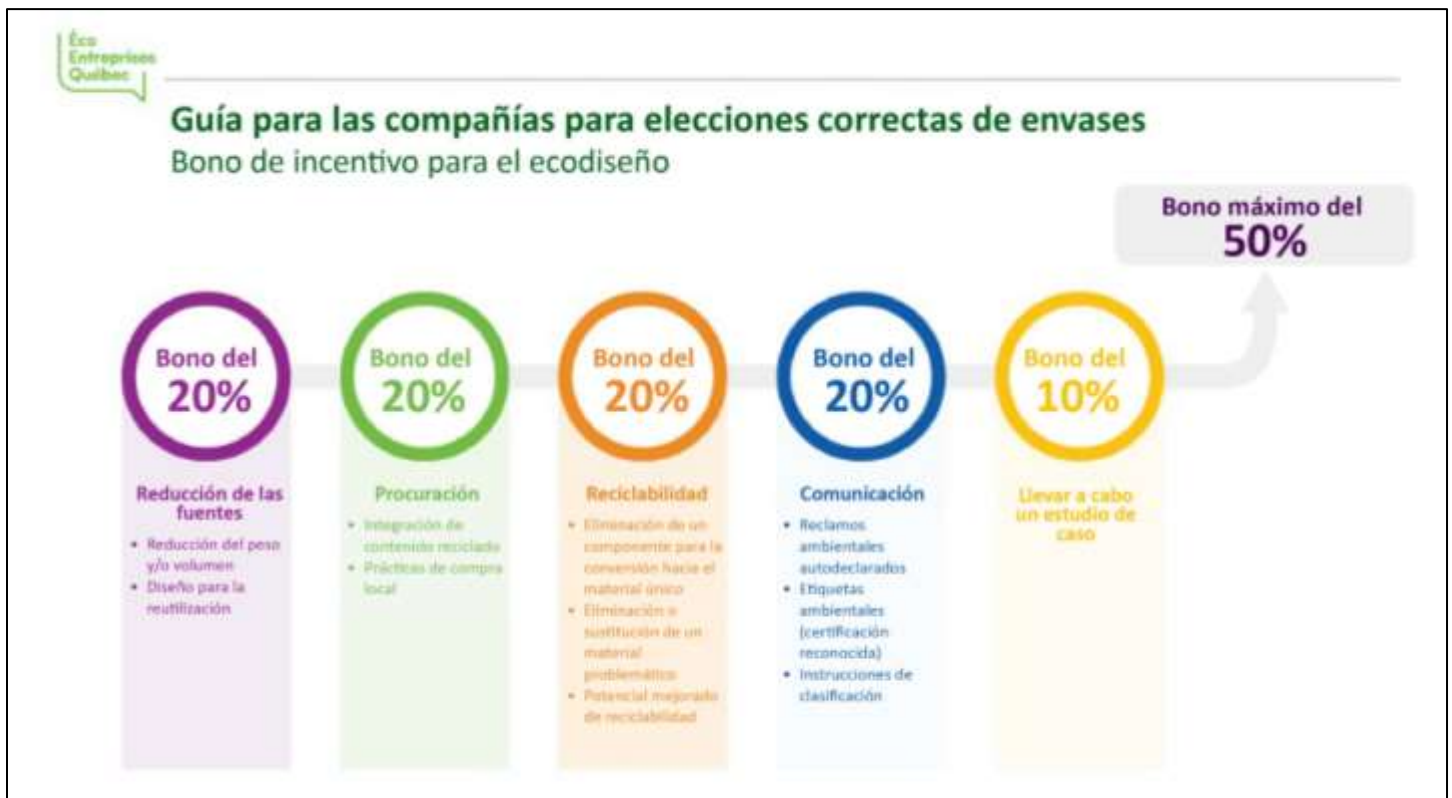 Éco
Entreprises
Québec
Guía para las compañías para elecciones correctas de envases
Bono de incentivo para el ecodiseño
Bono máximo del
50%
Bono del
20%
Reducción de las
fuentes
• Reducción del peso
y/o volumen
• Diseño para la
reutilización
Bono del
20%
Procuración
• Integración de
contenido reciclado
• Prácticas de compra
local
Bono del
20%
Reciclabilidad
• Eliminación de un
componente para la
conversión hacia el
material único
• Eliminación o
sustitución de un
material
problemático
• Potencial mejorado
de reciclabilidad
Bono del
20%
Comunicación
• Reclamos
ambientales
autodeclarados
• Etiquetas
ambientales
(certificación
reconocida)
• Instrucciones de
clasificación
Bono del
10%
Llevar a cabo
un estudio de
caso